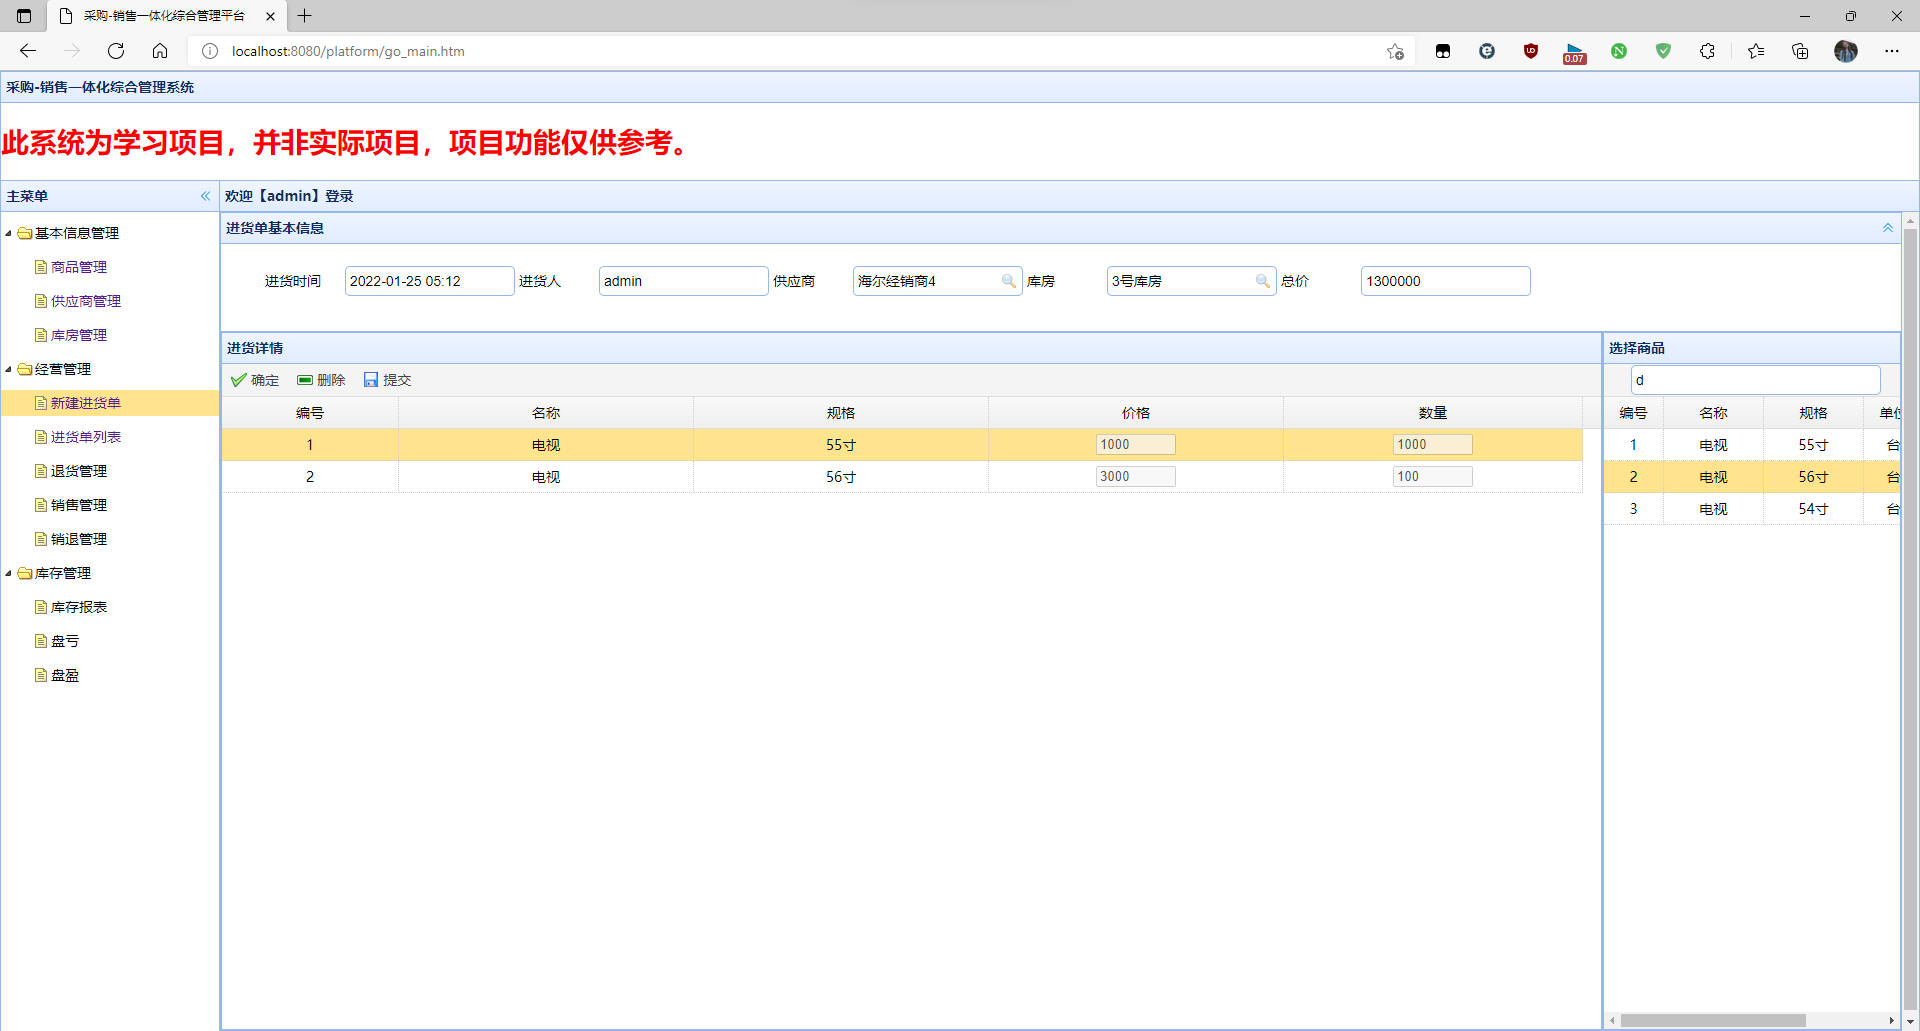 采购-销售一体化综合管理平台
localhost:8080/platform/go_main.htm
0.07
采购-销售一体化综合管理系统
此系统为学习项目，并非实际项目，项目功能仅供参考。
主菜单
欢迎【admin】登录
基本信息管理
商品管理
供应商管理
库房管理
经营管理
新建进货单
进货单列表
退货管理
销售管理
销退管理
库存管理
库存报表
盘亏
盘盈
进货单基本信息
进货时间 2022-01-25 05:12 进货人 admin 供应商 海尔经销商4 库房 3号库房 总价 1300000
进货详情
确定 删除 提交
编号 名称 规格 价格 数量
1 电视 55寸 1000 1000
2 电视 56寸 3000 100
选择商品
d
编号 名称 规格 单位
1 电视 55寸 台
2 电视 56寸 台
3 电视 54寸 台